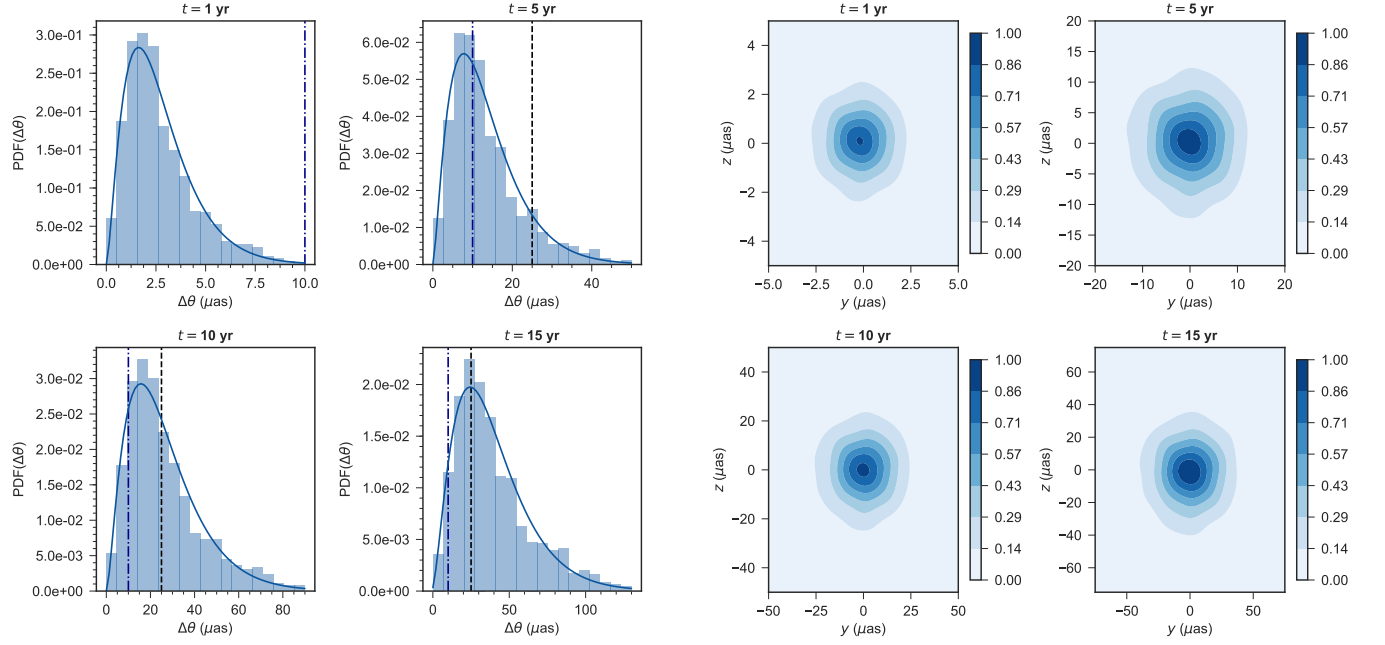 t = 1 yr
PDF(Δθ)
3.0e-01
2.5e-01
2.0e-01
1.5e-01
1.0e-01
5.0e-02
0.0e+00
0.0 2.5 5.0 7.5 10.0
Δθ (μas)
t = 5 yr
PDF(Δθ)
6.0e-02
5.0e-02
4.0e-02
3.0e-02
2.0e-02
1.0e-02
0.0e+00
0 20 40
Δθ (μas)
t = 1 yr
z (μas)
4
2
0
−2
−4
−5.0 −2.5 0.0 2.5 5.0
y (μas)
1.00
0.86
0.71
0.57
0.43
0.29
0.14
0.00
t = 5 yr
z (μas)
20
15
10
5
0
−5
−10
−15
−20
−20 −10 0 10 20
y (μas)
1.00
0.86
0.71
0.57
0.43
0.29
0.14
0.00
t = 10 yr
PDF(Δθ)
3.0e-02
2.5e-02
2.0e-02
1.5e-02
1.0e-02
5.0e-03
0.0e+00
0 20 40 60 80
Δθ (μas)
t = 15 yr
PDF(Δθ)
2.0e-02
1.5e-02
1.0e-02
5.0e-03
0.0e+00
0 50 100
Δθ (μas)
t = 10 yr
z (μas)
40
20
0
−20
−40
−50 −25 0 25 50
y (μas)
1.00
0.86
0.71
0.57
0.43
0.29
0.14
0.00
t = 15 yr
z (μas)
60
40
20
0
−20
−40
−60
−50 0 50
y (μas)
1.00
0.86
0.71
0.57
0.43
0.29
0.14
0.00